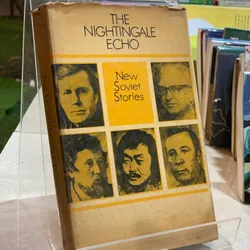 THE
NIGHTINGALE
ECHO
New
Soviet
Stories